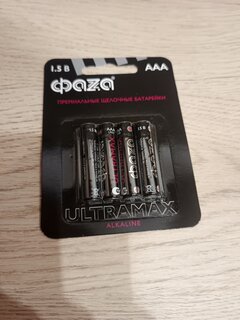 1.5 В AAA
фаzа
ПРЕМИАЛЬНЫЕ ЩЕЛОЧНЫЕ БАТАРЕЙКИ
ULTRAMAX
ALKALINE